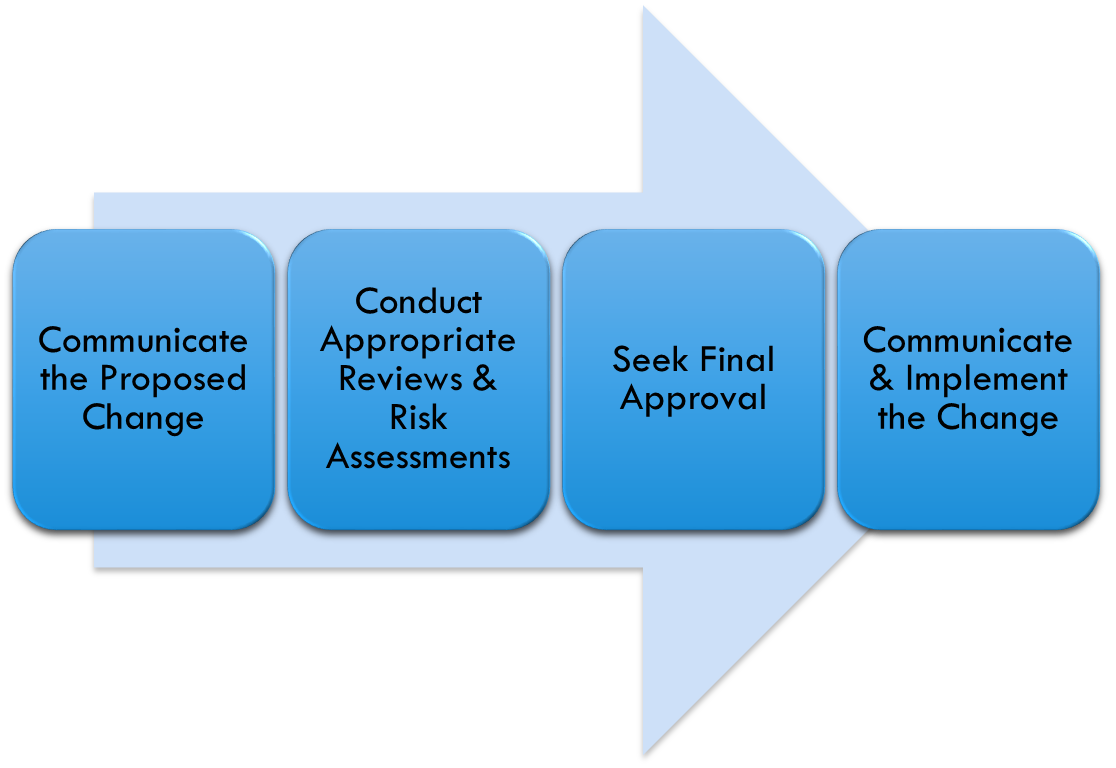 Communicate
the Proposed
Change
Conduct
Appropriate
Reviews &
Risk
Assessments
Seek Final
Approval
Communicate
& Implement
the Change